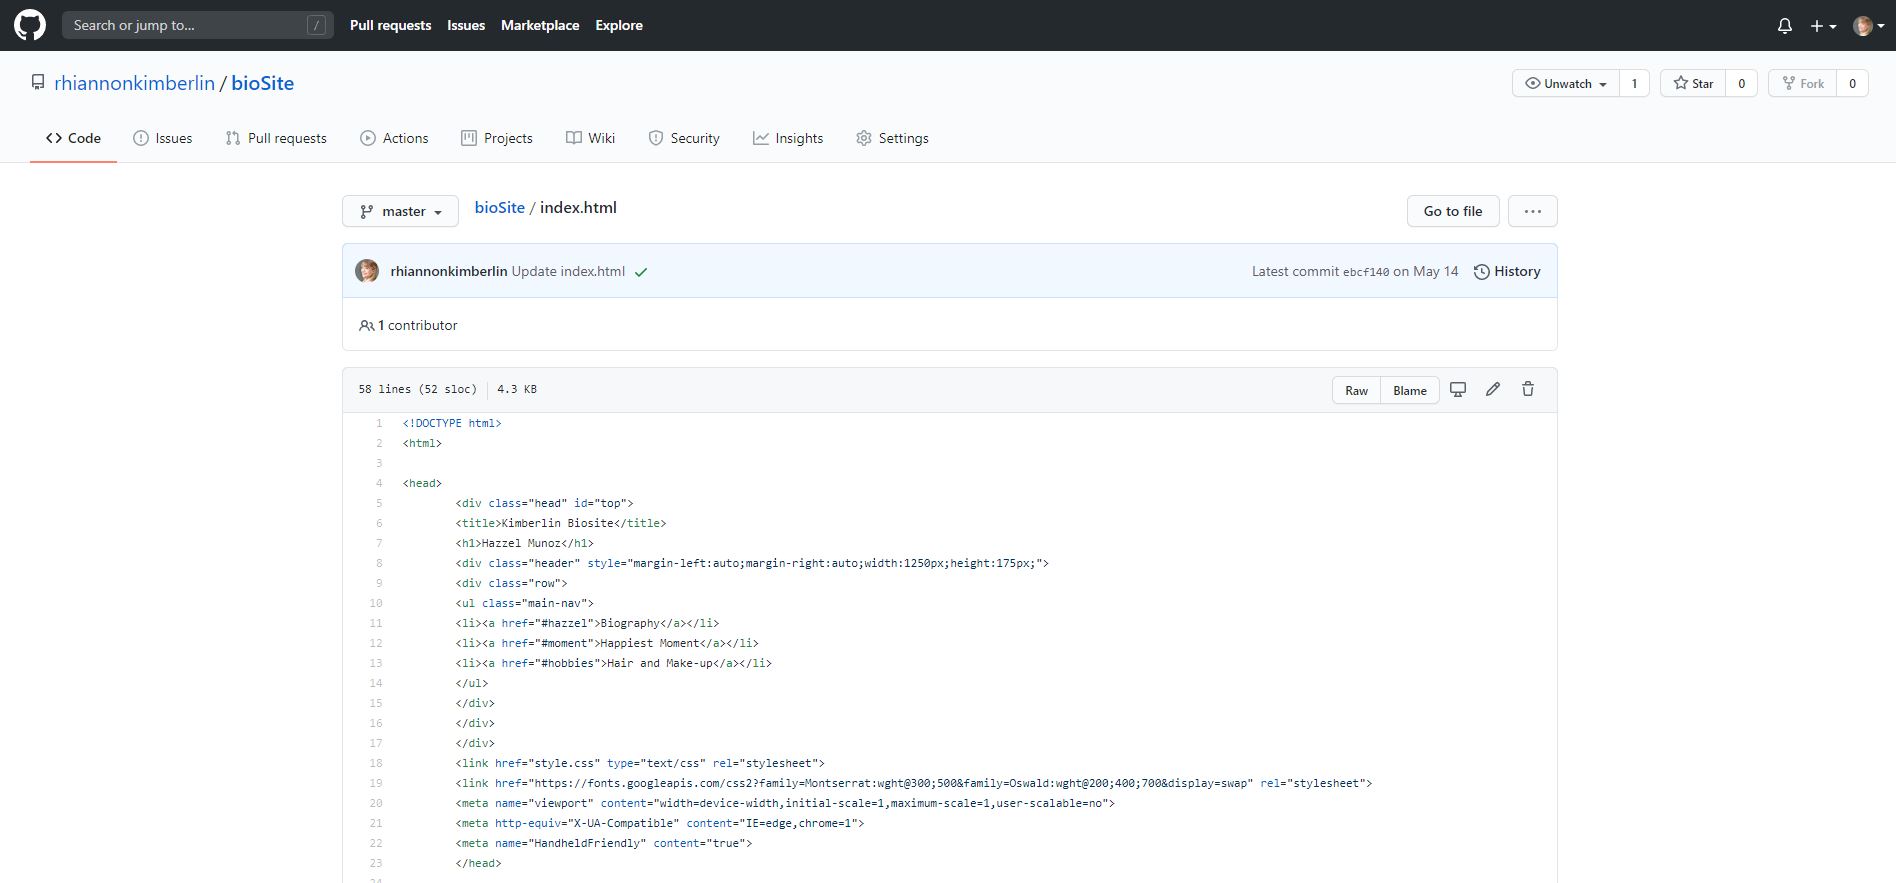 Search or jump to... /
Pull requests Issues Marketplace Explore
rhiannonkimberlin / bioSite
Unwatch 1 Star 0 Fork 0
Code Issues Pull requests Actions Projects Wiki Security Insights Settings
master bioSite / index.html Go to file ...
rhiannonkimberlin Update index.html Latest commit ebcf140 on May 14 History
1 contributor
58 lines (52 sloc) 4.3 KB Raw Blame
1 <!DOCTYPE html>
2 <html>
3
4 <head>
5 <div class="head" id="top">
6 <title>Kimberlin Biosite</title>
7 <h1>Hazzel Munoz</h1>
8 <div class="header" style="margin-left:auto;margin-right:auto;width:1250px;height:175px;">
9 <div class="row">
10 <ul class="main-nav">
11 <li><a href="#hazzel">Biography</a></li>
12 <li><a href="#moment">Happiest Moment</a></li>
13 <li><a href="#hobbies">Hair and Make-up</a></li>
14 </ul>
15 </div>
16 </div>
17 </div>
18 <link href="style.css" type="text/css" rel="stylesheet">
19 <link href="https://fonts.googleapis.com/css2?family=Montserrat:wght@300;500&family=Oswald:wght@200;400;700&display=swap" rel="stylesheet">
20 <meta name="viewport" content="width=device-width,initial-scale=1,maximum-scale=1,user-scalable=no">
21 <meta http-equiv="X-UA-Compatible" content="IE=edge,chrome=1">
22 <meta name="HandheldFriendly" content="true">
23 </head>
24